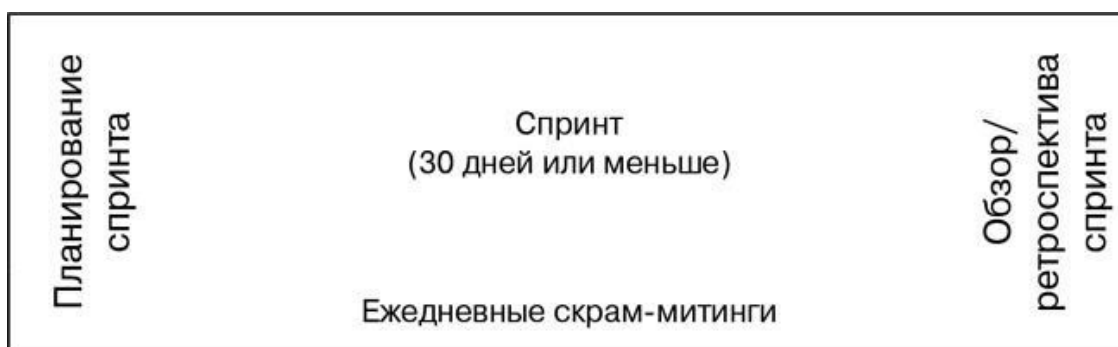 Планирование
спринта
Спринт
(30 дней или меньше)
Ежедневные скрам-митинги
Обзор/
ретроспектива
спринта